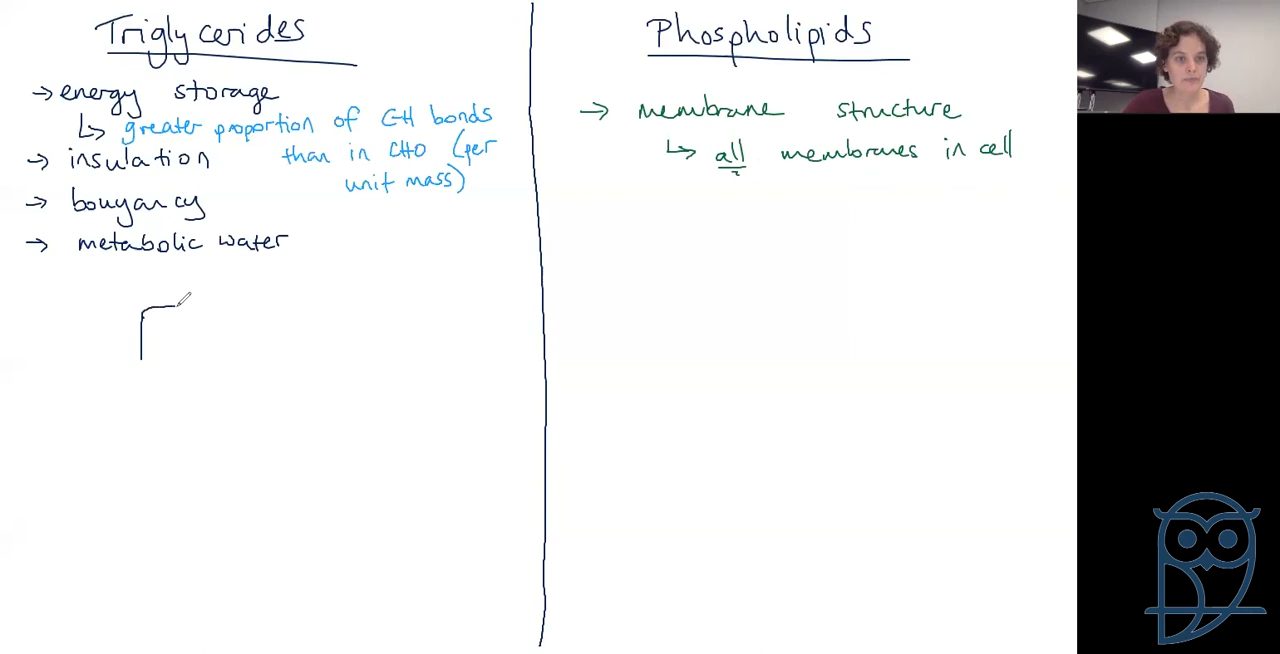 Triglycerides
→ energy storage
↳ greater proportion of C-H bonds
than in CHO (per
unit mass)
→ insulation
→ bouyancy
→ metabolic water
Phospholipids
→ membrane structure
↳ all membranes in cell